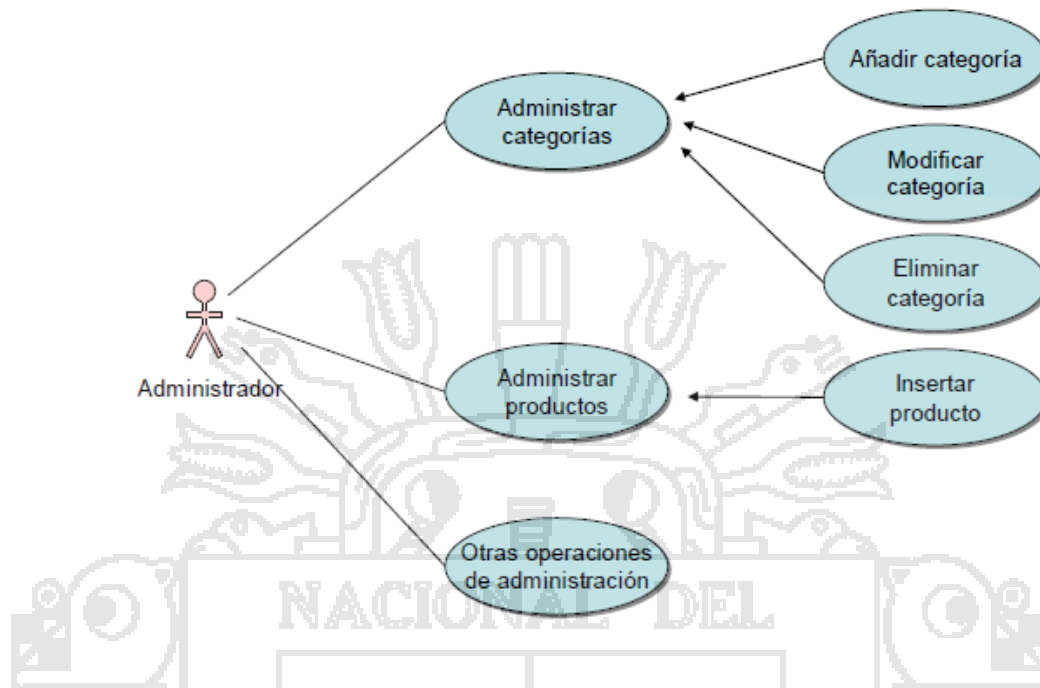 Añadir categoría
Administrar
categorías
Modificar
categoría
Eliminar
categoría
Administrador
Administrar
productos
Insertar
producto
Otras operaciones
de administración
NACIONAL DEL